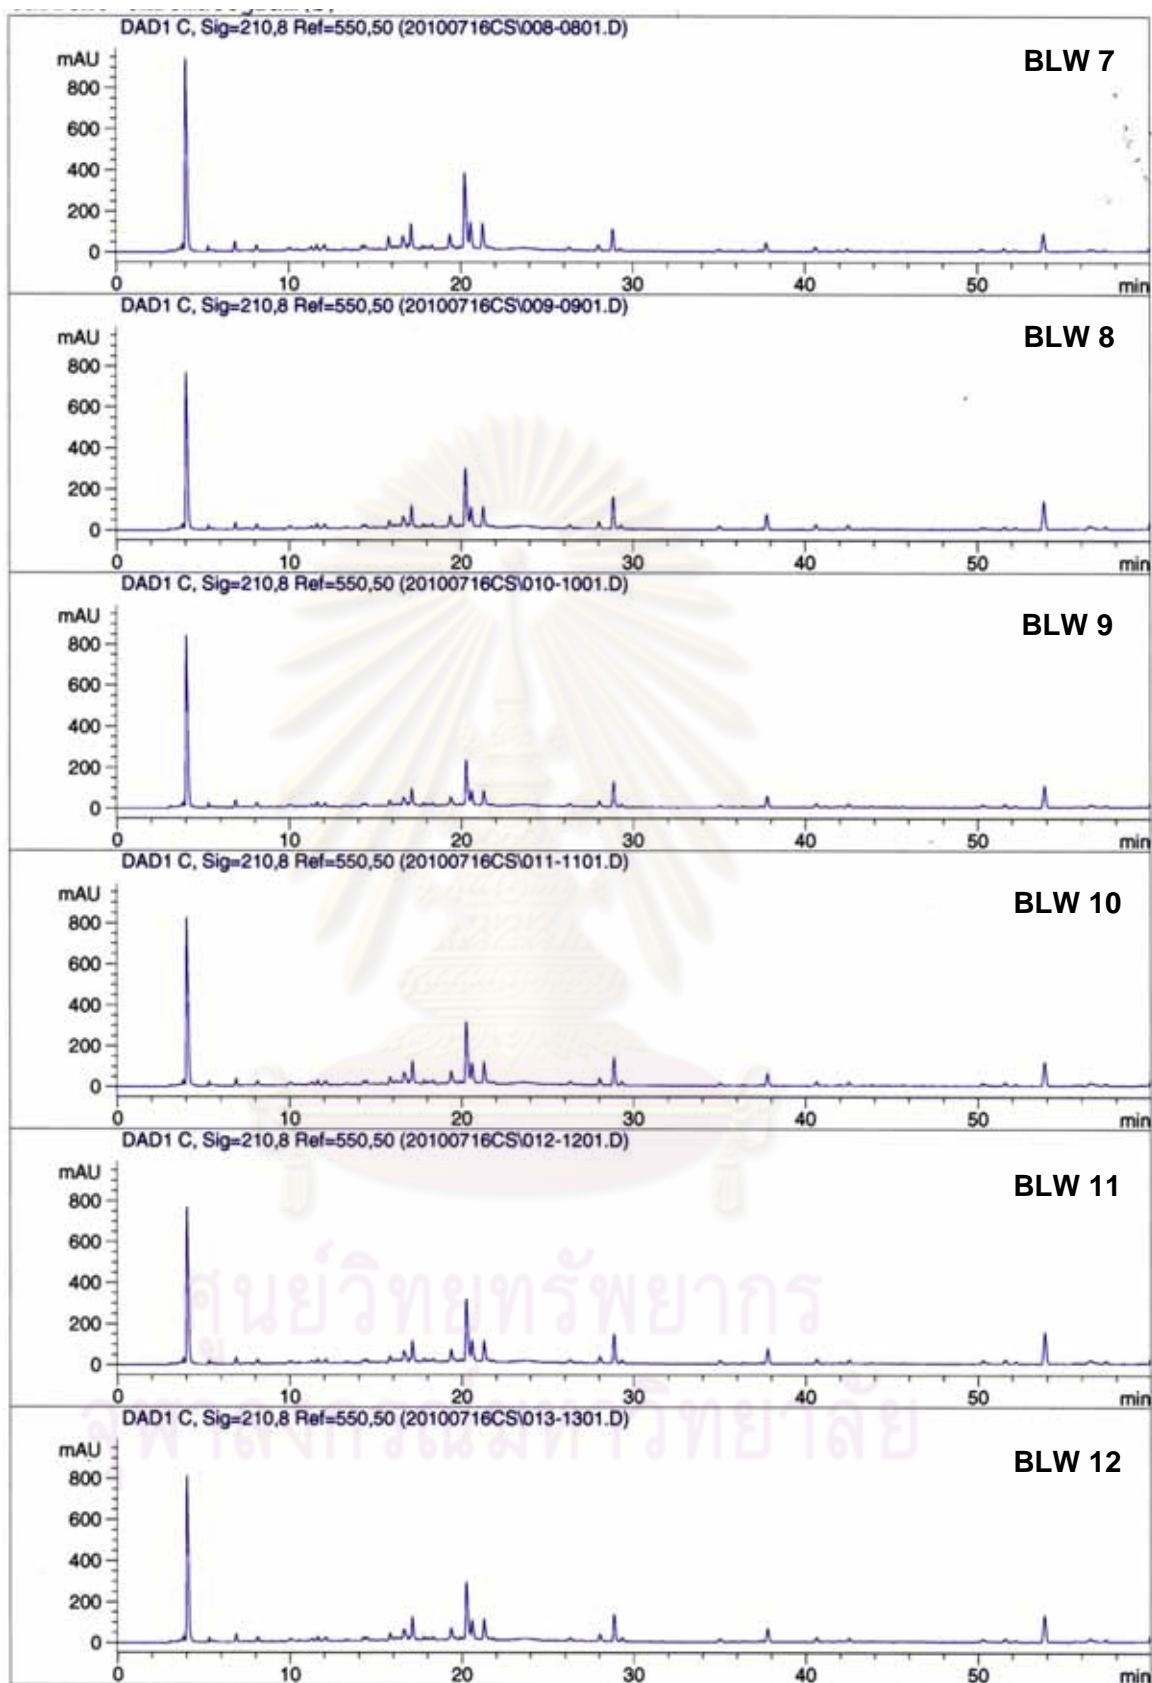 DAD1 C, Sig=210,8 Ref=550,50 (20100716CS\008-0801.D)
BLW 7
mAU
800
600
400
200
0
0 10 20 30 40 50 min
DAD1 C, Sig=210,8 Ref=550,50 (20100716CS\009-0901.D)
BLW 8
mAU
800
600
400
200
0
0 10 20 30 40 50 min
DAD1 C, Sig=210,8 Ref=550,50 (20100716CS\010-1001.D)
BLW 9
mAU
800
600
400
200
0
0 10 20 30 40 50 min
DAD1 C, Sig=210,8 Ref=550,50 (20100716CS\011-1101.D)
BLW 10
mAU
800
600
400
200
0
0 10 20 30 40 50 min
DAD1 C, Sig=210,8 Ref=550,50 (20100716CS\012-1201.D)
BLW 11
mAU
800
600
400
200
0
ศูนย์วิทยทรัพยากร
0 10 20 30 40 50 min
DAD1 C, Sig=210,8 Ref=550,50 (20100716CS\013-1301.D)
จุฬาลงกรณ์มหาวิทยาลัย
BLW 12
mAU
800
600
400
200
0
0 10 20 30 40 50 min